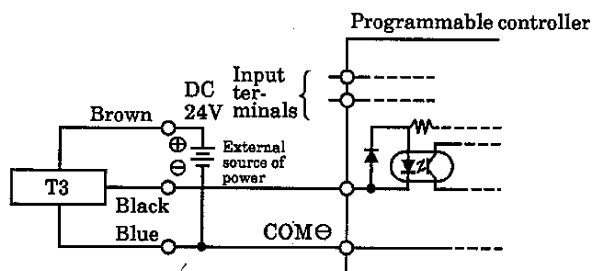 Programmable controller
Input
ter-
minals
DC
24V
Brown
⊕
⊖
External
source of
power
T3
Black
Blue
COM⊖